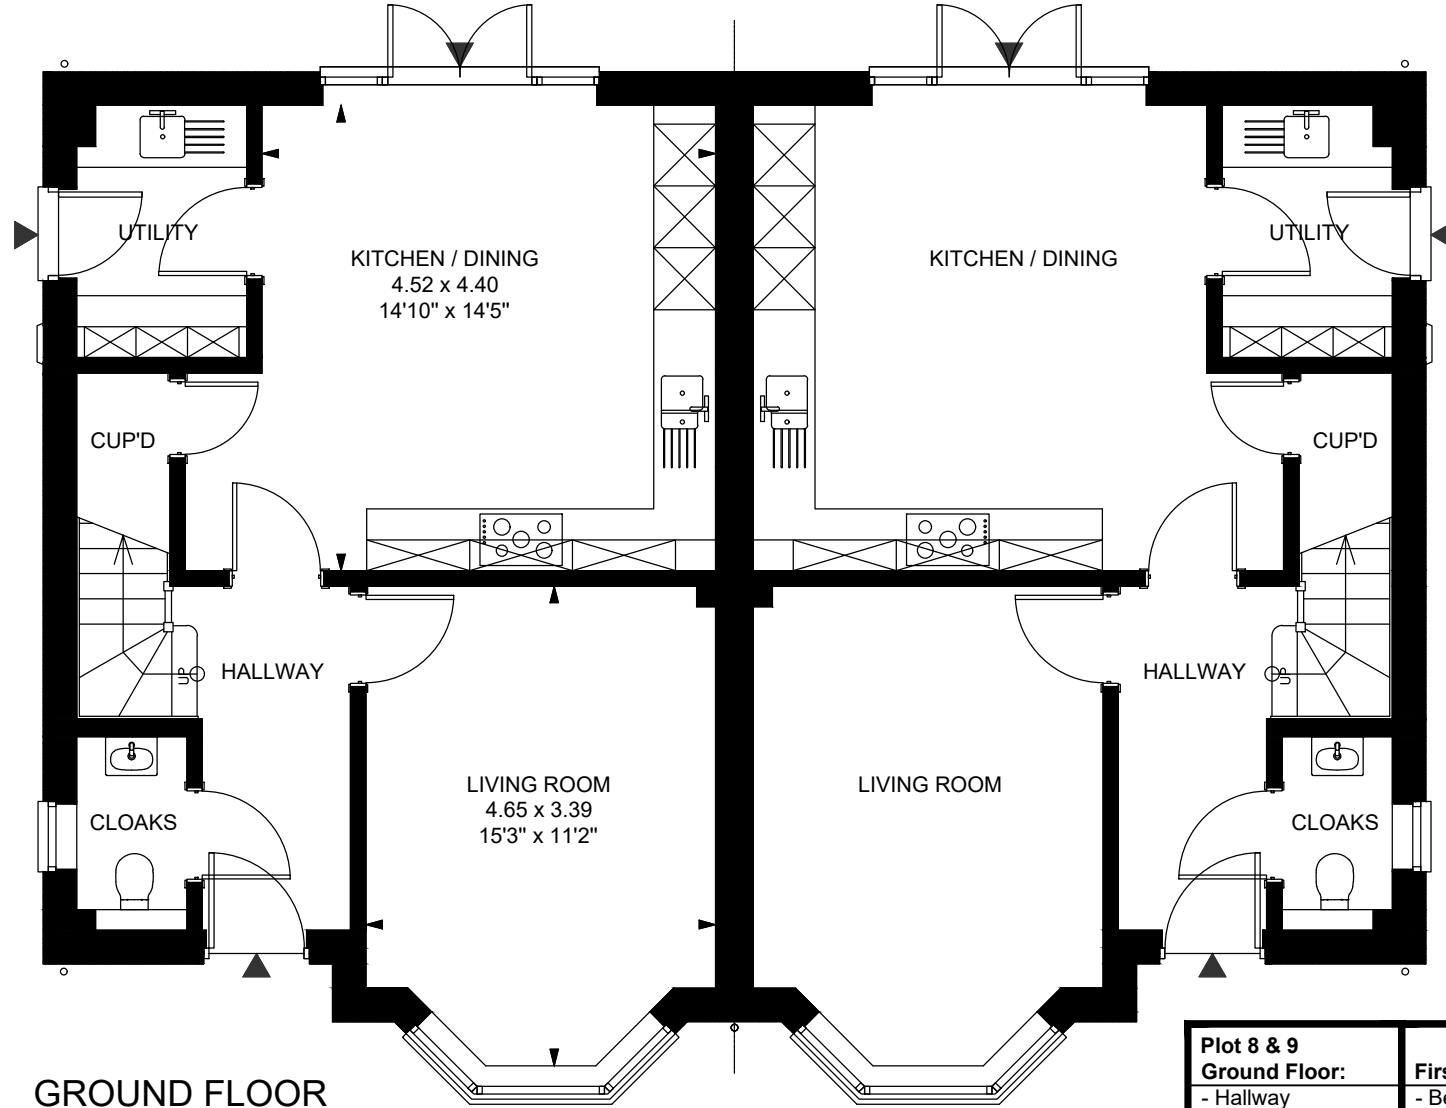 UTILITY
KITCHEN / DINING
4.52 x 4.40
14'10" x 14'5"
KITCHEN / DINING
UTILITY
CUP'D
CUP'D
UP
HALLWAY
HALLWAY
UP
LIVING ROOM
4.65 x 3.39
15'3" x 11'2"
LIVING ROOM
CLOAKS
CLOAKS
GROUND FLOOR
Plot 8 & 9
Ground Floor:
- Hallway